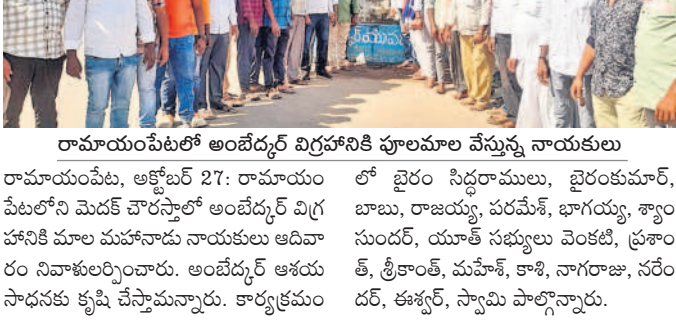 రామాయంపేటలో అంబేద్కర్ విగ్రహానికి పూలమాల వేస్తున్న నాయకులు
రామాయంపేట, అక్టోబర్ 27: రామాయం
పేటలోని మెదక్ చౌరస్తాలో అంబేద్కర్ విగ్ర
హానికి మాల మహానాడు నాయకులు ఆదివా
రం నివాళులర్పించారు. అంబేద్కర్ ఆశయ
సాధనకు కృషి చేస్తామన్నారు. కార్యక్రమం
లో బైరం సిద్ధరాములు, బైరంకుమార్,
బాబు, రాజయ్య, పరమేశ్, భాగయ్య, శ్యాం
సుందర్, యూత్ సభ్యులు వెంకటి, ప్రశాం
త్, శ్రీకాంత్, మహేశ్, కాశి, నాగరాజు, నరేం
దర్, ఈశ్వర్, స్వామి పాల్గొన్నారు.